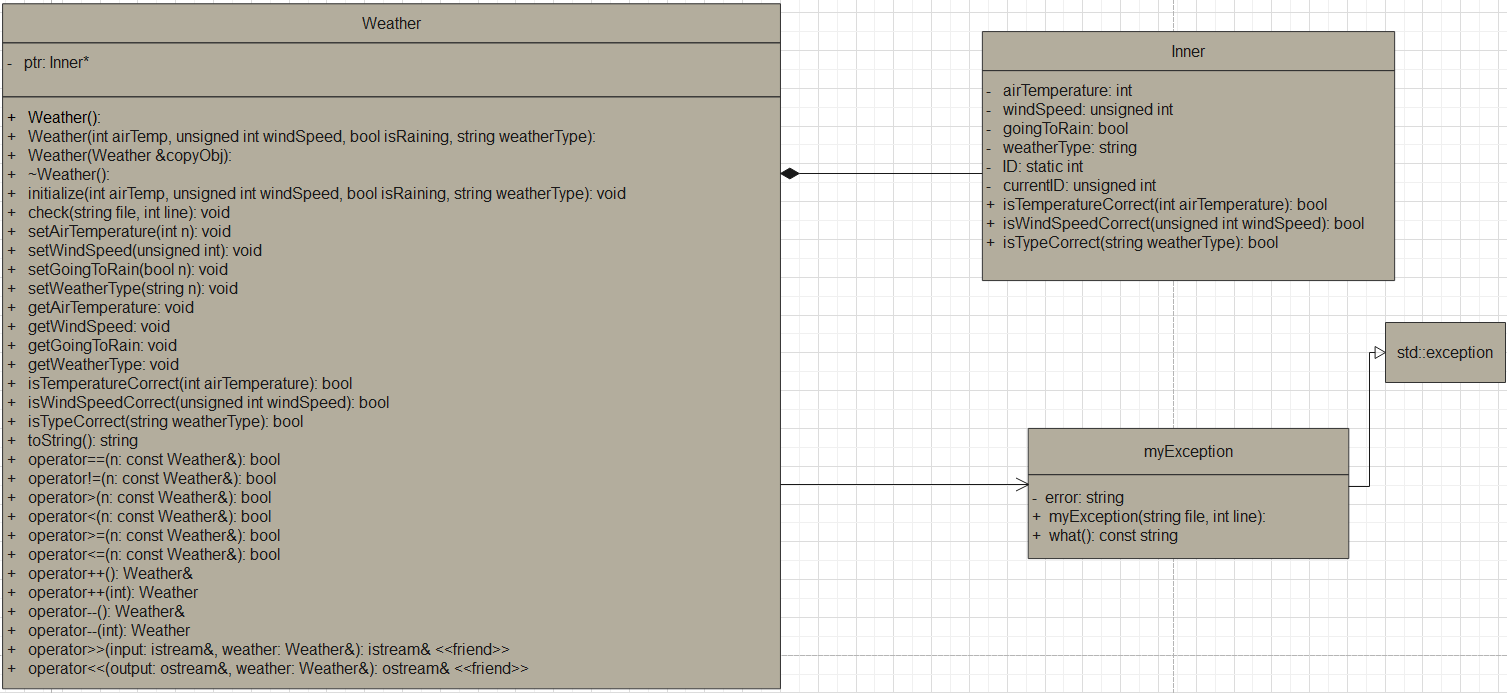 Weather
- ptr: Inner*
+ Weather():
+ Weather(int airTemp, unsigned int windSpeed, bool isRaining, string weatherType):
+ Weather(Weather &copyObj):
+ ~Weather():
+ initialize(int airTemp, unsigned int windSpeed, bool isRaining, string weatherType): void
+ check(string file, int line): void
+ setAirTemperature(int n): void
+ setWindSpeed(unsigned int): void
+ setGoingToRain(bool n): void
+ setWeatherType(string n): void
+ getAirTemperature: void
+ getWindSpeed: void
+ getGoingToRain: void
+ getWeatherType: void
+ isTemperatureCorrect(int airTemperature): bool
+ isWindSpeedCorrect(unsigned int windSpeed): bool
+ isTypeCorrect(string weatherType): bool
+ toString(): string
+ operator==(n: const Weather&): bool
+ operator!=(n: const Weather&): bool
+ operator>(n: const Weather&): bool
+ operator<(n: const Weather&): bool
+ operator>=(n: const Weather&): bool
+ operator<=(n: const Weather&): bool
+ operator++(): Weather&
+ operator++(int): Weather
+ operator--(): Weather&
+ operator--(int): Weather
+ operator>>(input: istream&, weather: Weather&): istream& <<friend>>
+ operator<<(output: ostream&, weather: Weather&): ostream& <<friend>>
Inner
- airTemperature: int
- windSpeed: unsigned int
- goingToRain: bool
- weatherType: string
- ID: static int
- currentID: unsigned int
+ isTemperatureCorrect(int airTemperature): bool
+ isWindSpeedCorrect(unsigned int windSpeed): bool
+ isTypeCorrect(string weatherType): bool
std::exception
myException
- error: string
+ myException(string file, int line):
+ what(): const string